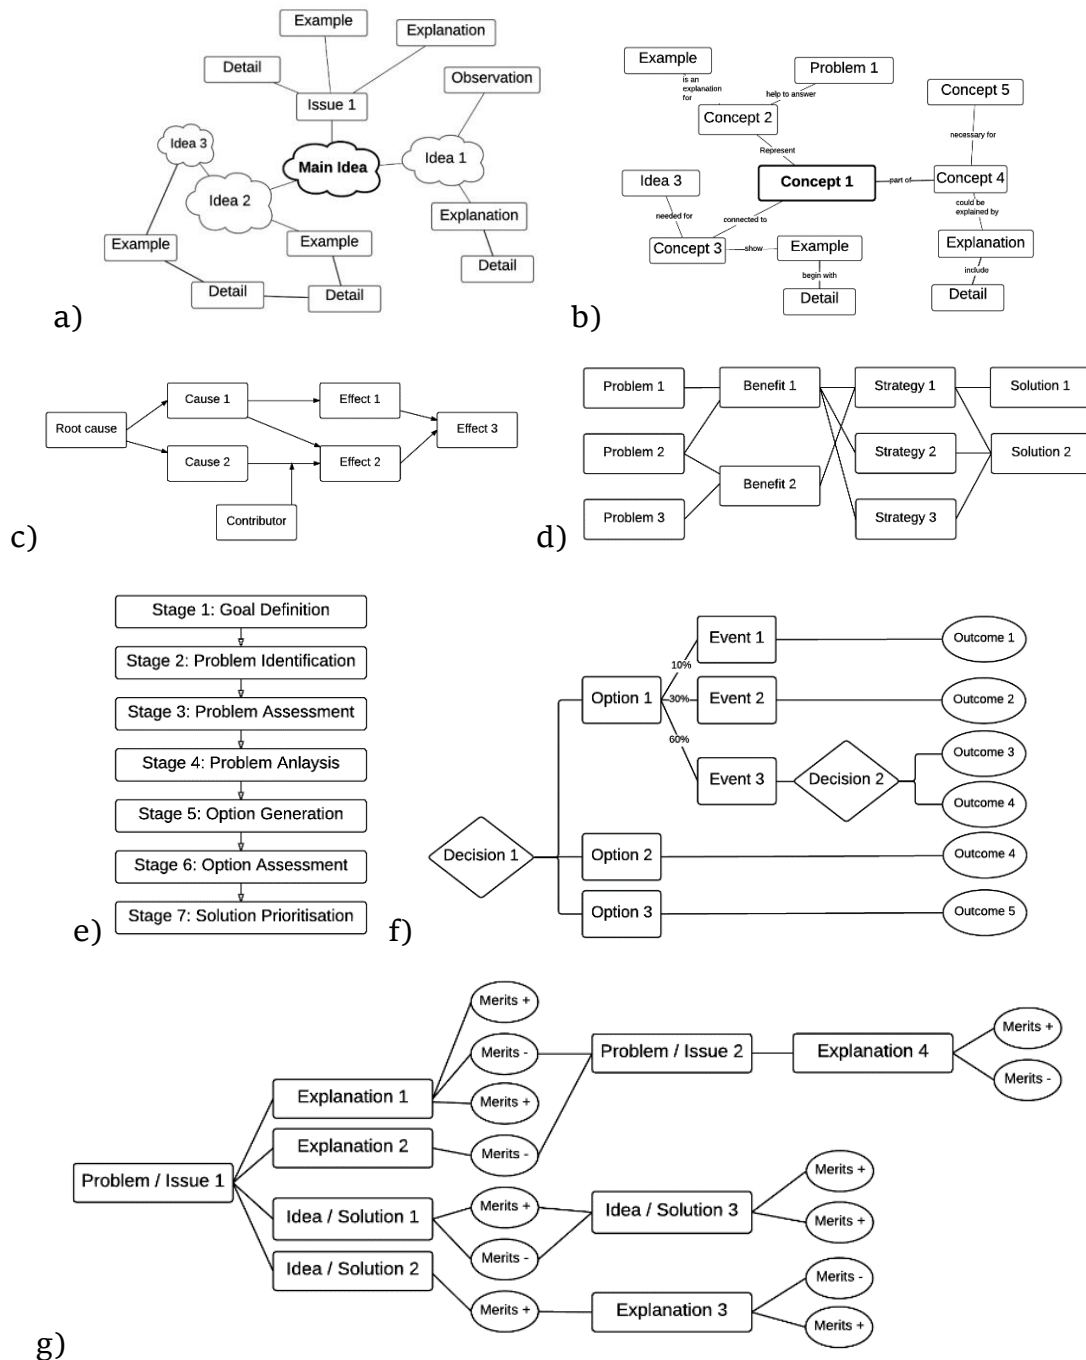 Example
Explanation
Detail
Observation
Issue 1
Idea 3
Main Idea
Idea 1
Idea 2
Explanation
Example
Example
Detail
Detail
Detail
a)
Example
Problem 1
is an
explanation
for
help to answer
Concept 5
Concept 2
necessary for
Represent
Idea 3
Concept 1
part of
Concept 4
could be
explained by
needed for
connected to
Concept 3
show
Example
Explanation
begin with
include
Detail
Detail
b)
Root cause
Cause 1
Effect 1
Effect 3
Cause 2
Effect 2
Contributor
c)
Problem 1
Benefit 1
Strategy 1
Solution 1
Problem 2
Strategy 2
Solution 2
Benefit 2
Problem 3
Strategy 3
d)
Stage 1: Goal Definition
Stage 2: Problem Identification
Stage 3: Problem Assessment
Stage 4: Problem Anlaysis
Stage 5: Option Generation
Stage 6: Option Assessment
Stage 7: Solution Prioritisation
e)
Event 1
Outcome 1
10%
Option 1
30%
Event 2
Outcome 2
60%
Event 3
Decision 2
Outcome 3
Outcome 4
Decision 1
Option 2
Outcome 4
Option 3
Outcome 5
f)
Merits +
Merits -
Problem / Issue 2
Explanation 4
Merits +
Merits -
Explanation 1
Merits +
Explanation 2
Merits -
Problem / Issue 1
Idea / Solution 1
Merits +
Merits -
Idea / Solution 3
Merits +
Merits +
Idea / Solution 2
Merits +
Explanation 3
Merits -
Merits +
g)